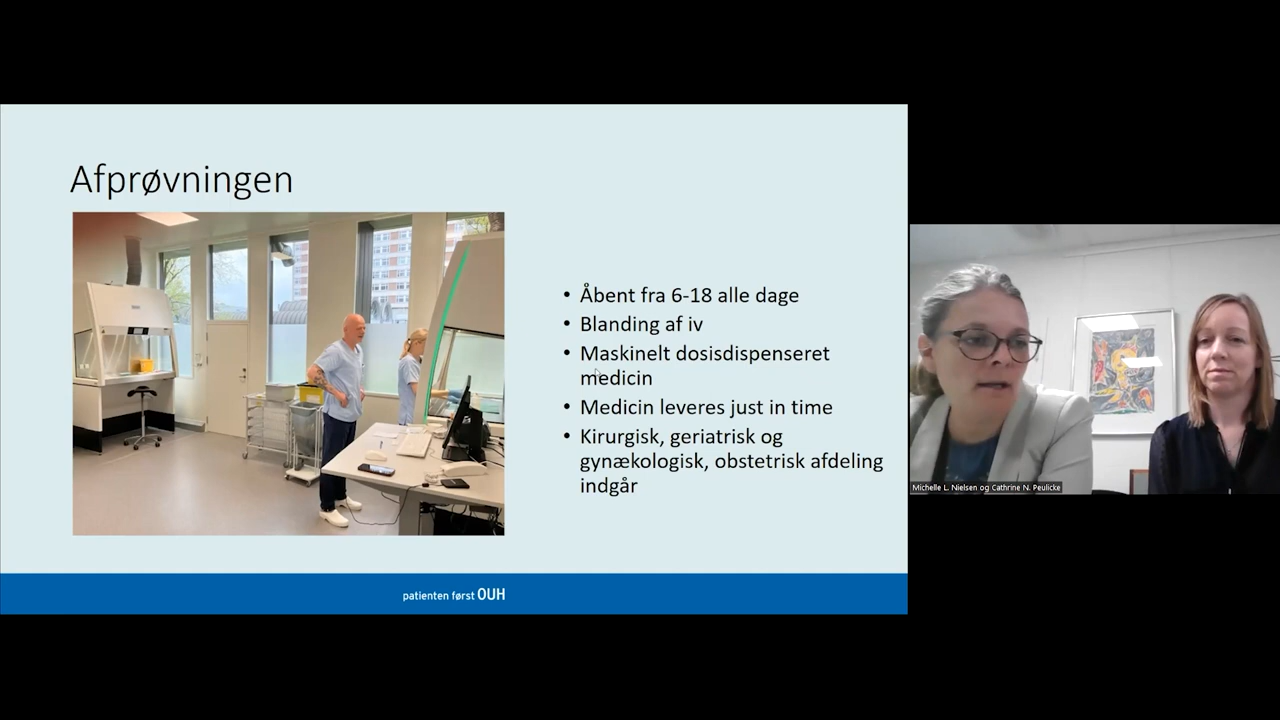 Afprøvningen
• Åbent fra 6-18 alle dage
• Blanding af iv
• Maskinelt dosisdispenseret
medicin
• Medicin leveres just in time
• Kirurgisk, geriatrisk og
gynækologisk, obstetrisk afdeling
indgår
patienten først OUH
Michelle L. Nielsen og Cathrine N. Peulicke